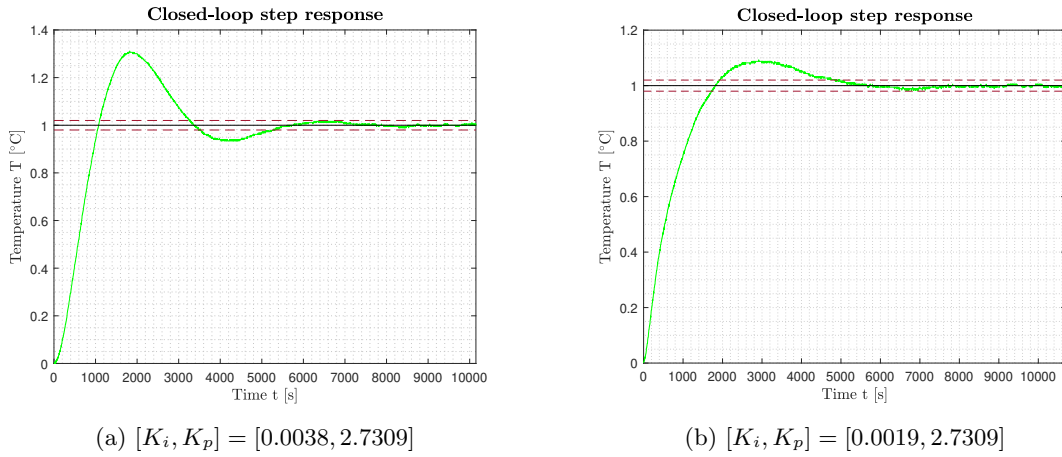 Closed-loop step response
Temperature T [°C]
1.4
1.2
1
0.8
0.6
0.4
0.2
0
0 1000 2000 3000 4000 5000 6000 7000 8000 9000 10000
Time t [s]
(a) [K_i, K_p] = [0.0038, 2.7309]
Closed-loop step response
Temperature T [°C]
1.2
1
0.8
0.6
0.4
0.2
0
0 1000 2000 3000 4000 5000 6000 7000 8000 9000 10000
Time t [s]
(b) [K_i, K_p] = [0.0019, 2.7309]